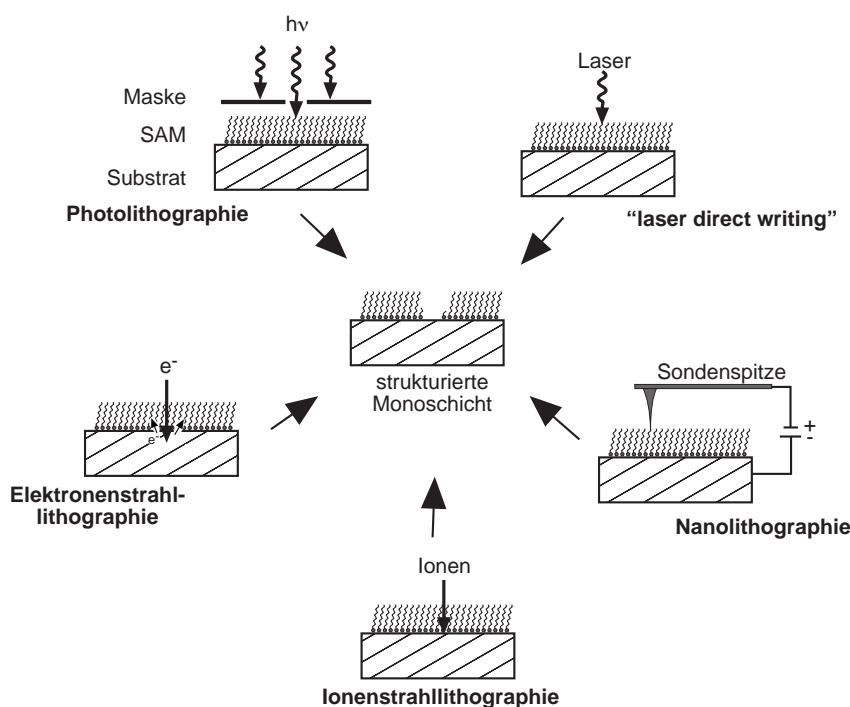 hν
Maske
SAM
Substrat
Photolithographie
Laser
“laser direct writing”
strukturierte
Monoschicht
e-
e-
Elektronenstrahl-
lithographie
Sondenspitze
+
-
Nanolithographie
Ionen
Ionenstrahllithographie